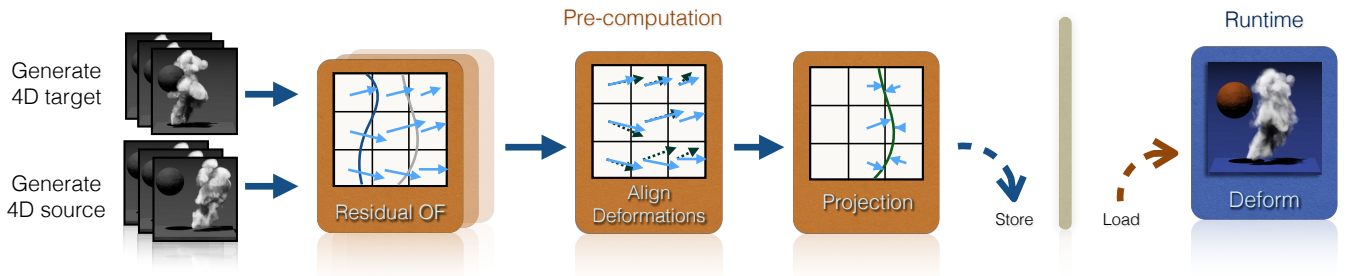 Pre-computation
Runtime
Generate
4D target
Generate
4D source
Residual OF
Align
Deformations
Projection
Store
Load
Deform